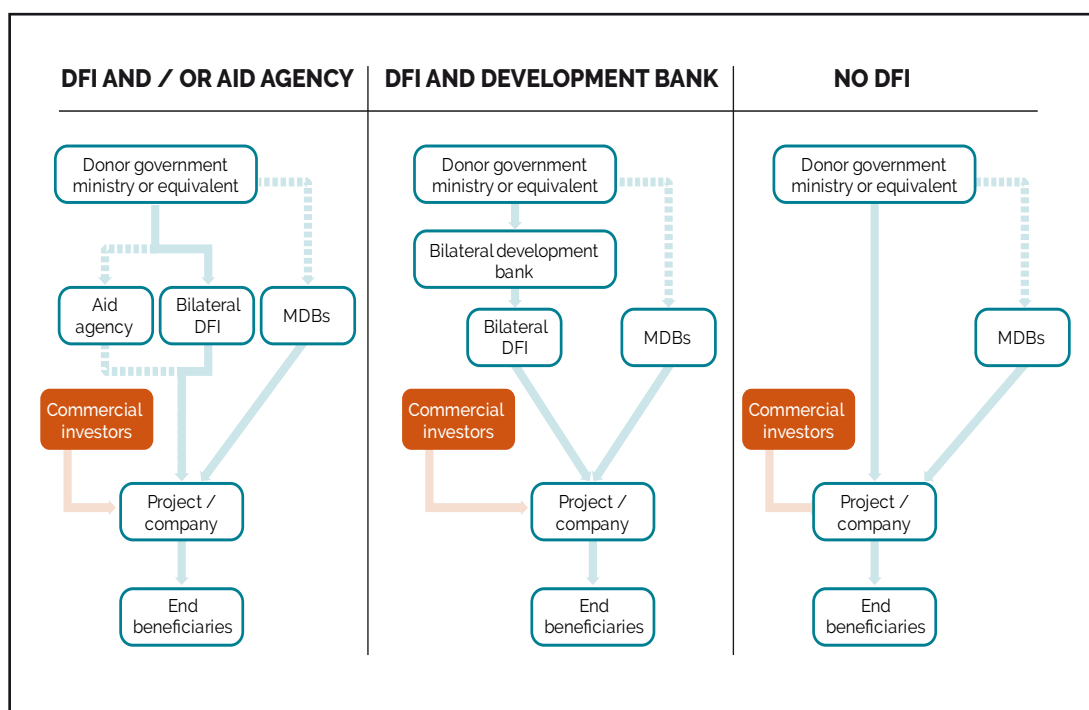 DFI AND / OR AID AGENCY
Donor government
ministry or equivalent
Aid
agency
Bilateral
DFI
MDBs
Commercial
investors
Project /
company
End
beneficiaries
DFI AND DEVELOPMENT BANK
Donor government
ministry or equivalent
Bilateral development
bank
Bilateral
DFI
MDBs
Commercial
investors
Project /
company
End
beneficiaries
NO DFI
Donor government
ministry or equivalent
MDBs
Commercial
investors
Project /
company
End
beneficiaries